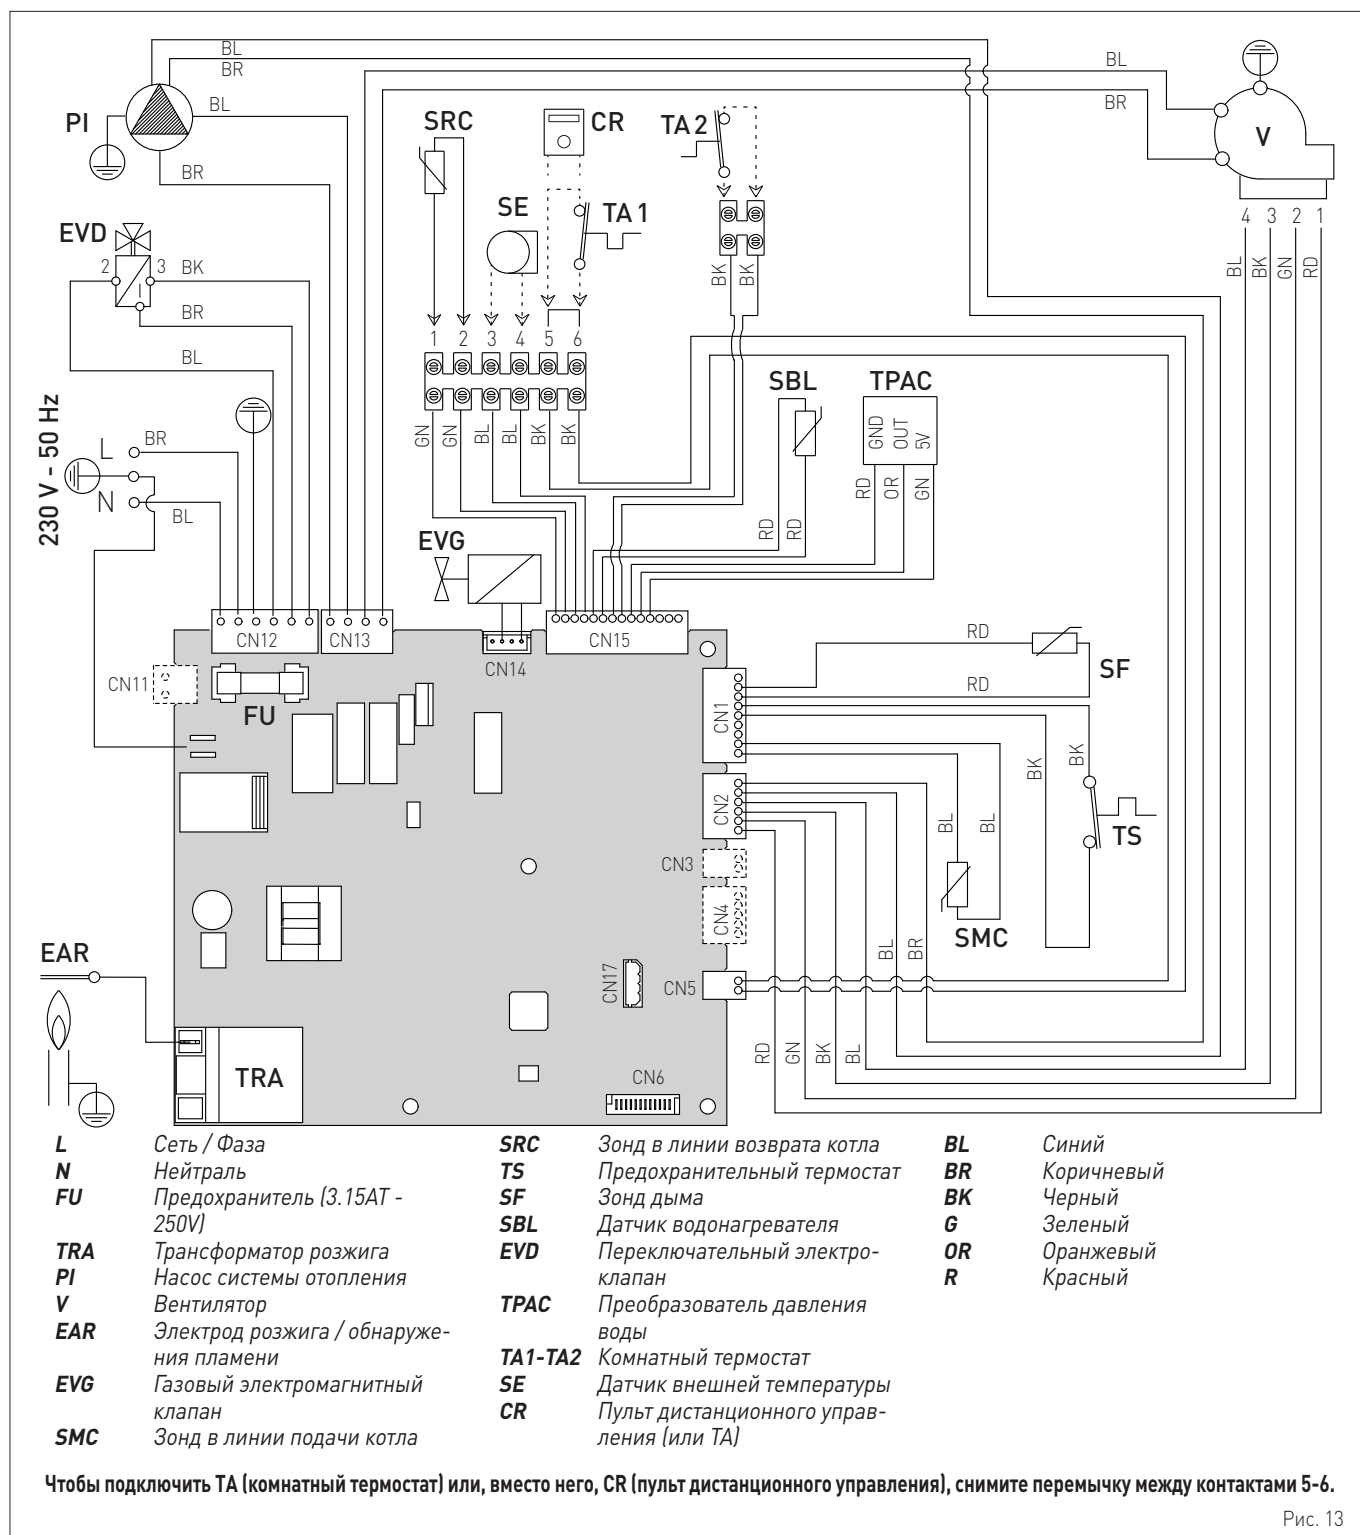 BL
BR
BL
BR
BL
BR
PI
SRC
CR
TA 2
V
BR
SE
TA 1
4 3 2 1
EVD
2 3 BK
BR
BL
BK BK
BL BK GN RD
1 2 3 4 5 6
SBL
TPAC
GND OUT 5V
GN GN BL BL BK BK
230 V - 50 Hz
L
BR
N
BL
RD OR GN
RD RD
EVG
CN12
CN13
CN15
CN14
CN11
FU
RD
SF
RD
CN1
BK BK
CN2
BL BL
TS
CN3
CN4
SMC
BL BR
EAR
CN17
CN5
RD GN BK BL
TRA
CN6
L Сеть / Фаза
N Нейтраль
FU Предохранитель (3.15AT -
250V)
TRA Трансформатор розжига
PI Насос системы отопления
V Вентилятор
EAR Электрод розжига / обнаруже-
ния пламени
EVG Газовый электромагнитный
клапан
SMC Зонд в линии подачи котла
SRC Зонд в линии возврата котла
TS Предохранительный термостат
SF Зонд дыма
SBL Датчик водонагревателя
EVD Переключательный электро-
клапан
TPAC Преобразователь давления
воды
TA1-TA2 Комнатный термостат
SE Датчик внешней температуры
CR Пульт дистанционного управ-
ления (или TA)
BL Синий
BR Коричневый
BK Черный
G Зеленый
OR Оранжевый
R Красный
Чтобы подключить TA (комнатный термостат) или, вместо него, CR (пульт дистанционного управления), снимите перемычку между контактами 5-6.
Рис. 13